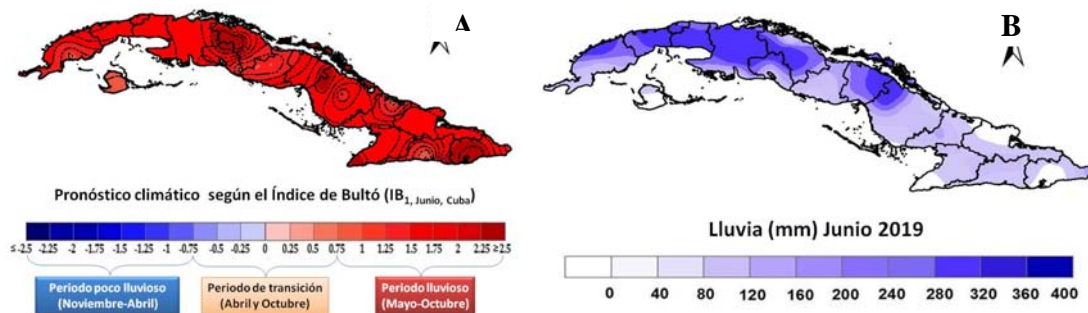 A
B
Pronóstico climático según el Índice de Bultó (IB1, Junio, Cuba)
≤-2.5 -2.25 -2 -1.75 -1.5 -1.25 -1 -0.75 -0.5 -0.25 0 0.25 0.5 0.75 1 1.25 1.5 1.75 2 2.25 ≥2.5
Periodo poco lluvioso
(Noviembre-Abril)
Periodo de transición
(Abril y Octubre)
Periodo lluvioso
(Mayo-Octubre)
Lluvia (mm) Junio 2019
0 40 80 120 160 200 240 280 320 360 400